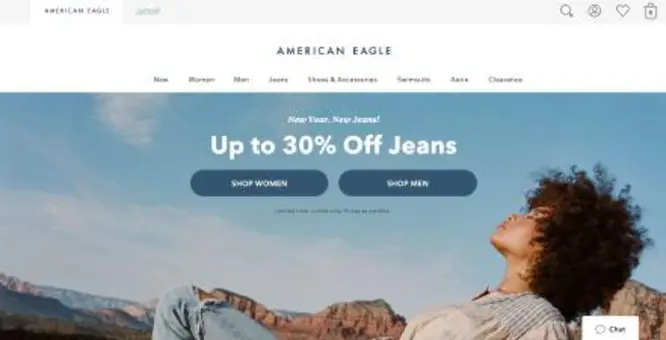 AMERICAN EAGLE
AMERICAN EAGLE
New Women Men Jeans Shoes & Accessories Swimsuits Aerie Clearance
New Year, New Jeans!
Up to 30% Off Jeans
SHOP WOMEN SHOP MEN
Chat